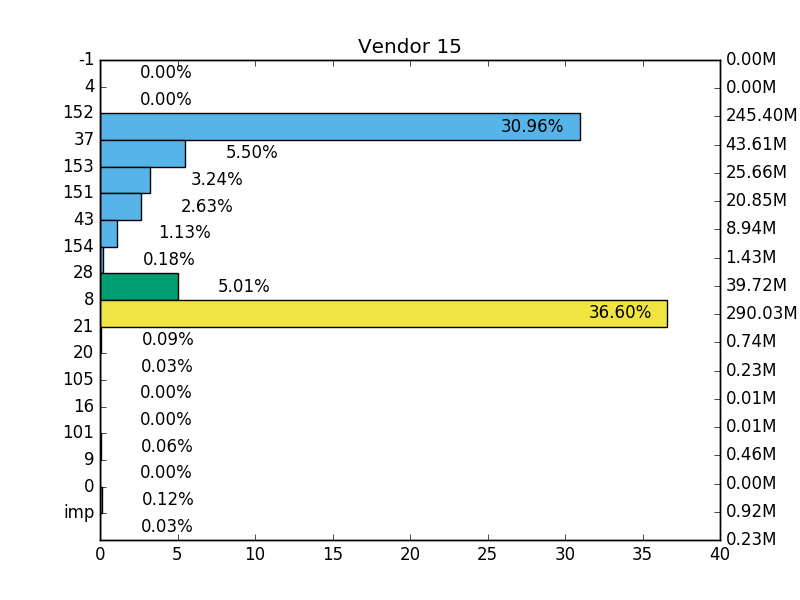 Vendor 15
-1 0.00% 0.00M
4 0.00% 0.00M
152 30.96% 245.40M
37 5.50% 43.61M
153 3.24% 25.66M
151 2.63% 20.85M
43 1.13% 8.94M
154 0.18% 1.43M
28 5.01% 39.72M
8 36.60% 290.03M
21 0.09% 0.74M
20 0.03% 0.23M
105 0.00% 0.01M
16 0.00% 0.01M
101 0.06% 0.46M
9 0.00% 0.00M
0 0.12% 0.92M
imp 0.03% 0.23M
0 5 10 15 20 25 30 35 40